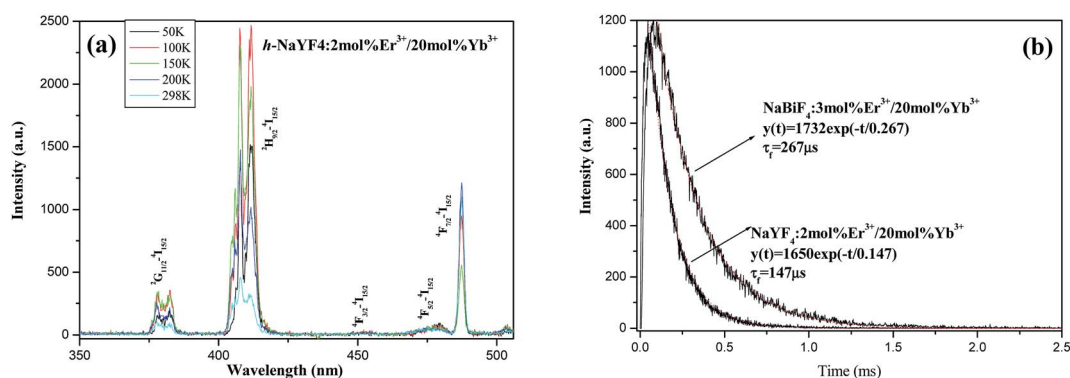 (a)
h-NaYF4:2mol%Er³⁺/20mol%Yb³⁺
50K
100K
150K
200K
298K
2500
2000
1500
1000
500
0
Intensity (a.u.)
²G₁₁/₂-⁴I₁₅/₂
²H₉/₂-⁴I₁₅/₂
⁴F₃/₂-⁴I₁₅/₂
⁴F₅/₂-⁴I₁₅/₂
⁴F₇/₂-⁴I₁₅/₂
350
400
450
500
Wavelength (nm)
(b)
1200
1000
800
600
400
200
0
Intensity (a.u.)
NaBiF₄:3mol%Er³⁺/20mol%Yb³⁺
y(t)=1732exp(-t/0.267)
τf=267μs
NaYF₄:2mol%Er³⁺/20mol%Yb³⁺
y(t)=1650exp(-t/0.147)
τf=147μs
0.0
0.5
1.0
1.5
2.0
2.5
Time (ms)